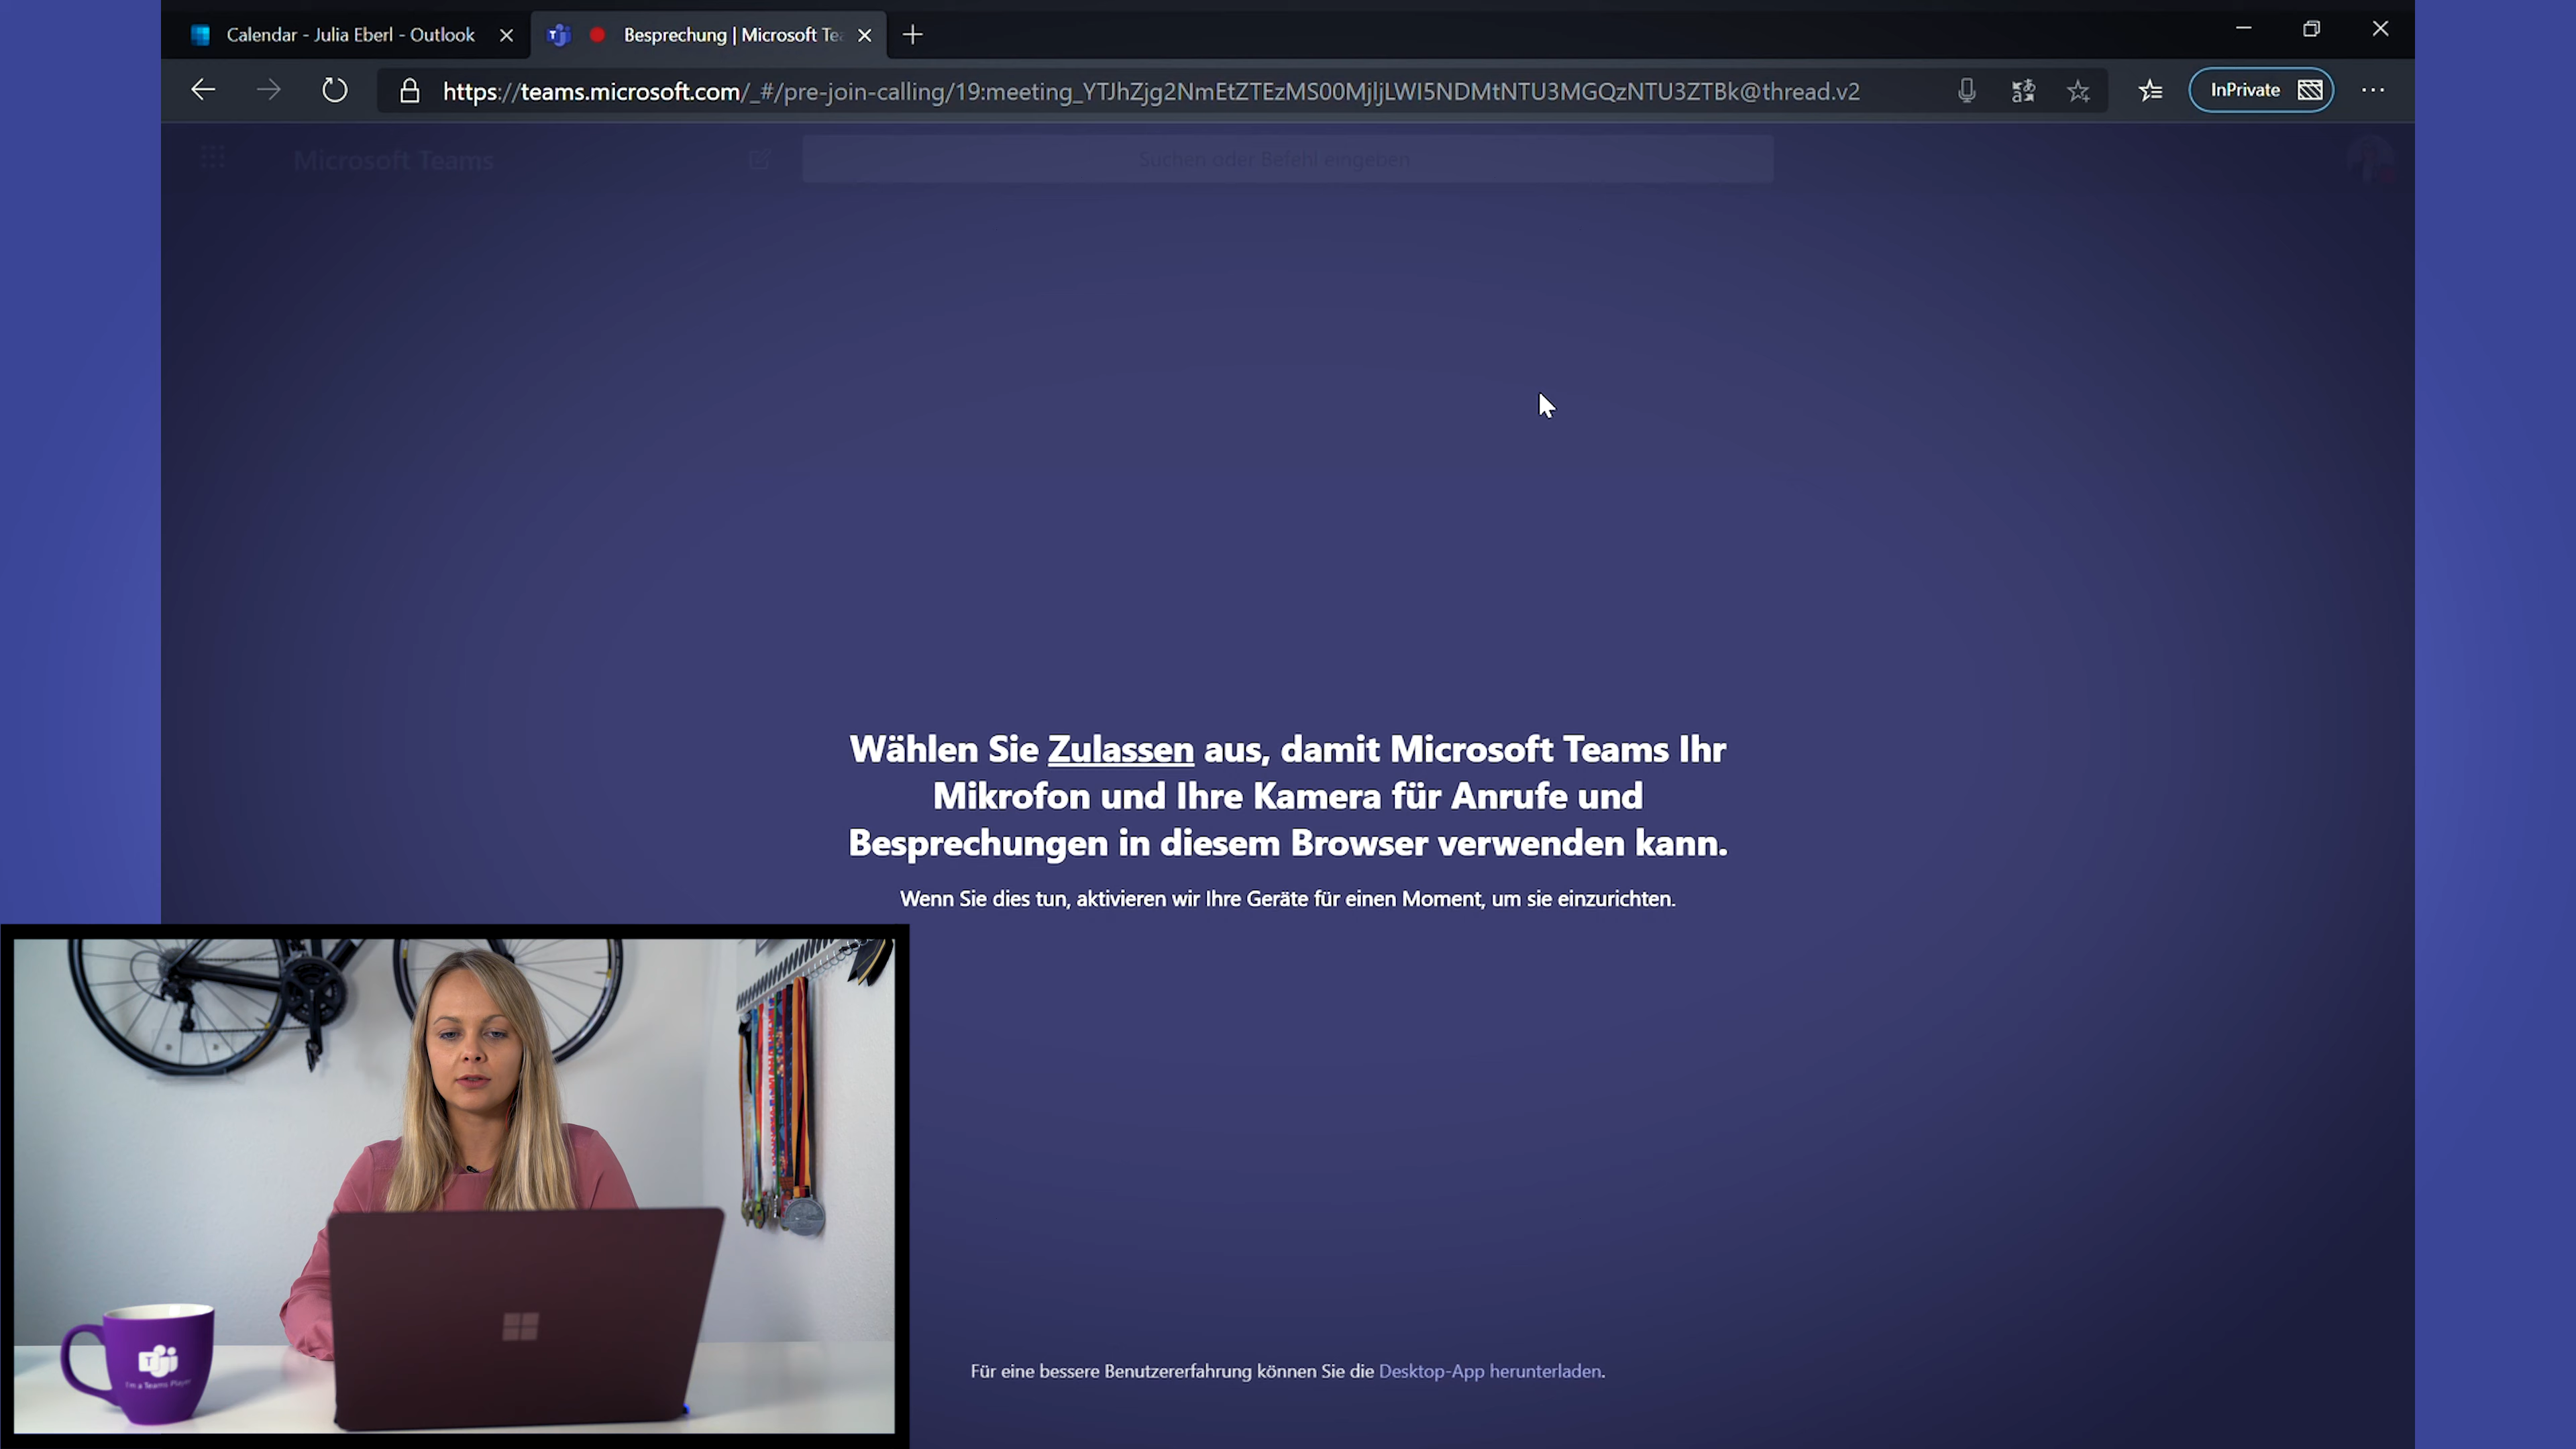 Calendar - Julia Eberl - Outlook
Besprechung | Microsoft Te
https://teams.microsoft.com/_#/pre-join-calling/19:meeting_YTJhZjg2NmEtZTEzMS00MjljLWI5NDMtNTU3MGQzNTU3ZTBk@thread.v2
InPrivate
Microsoft Teams
Suchen oder Befehl eingeben
Wählen Sie Zulassen aus, damit Microsoft Teams Ihr
Mikrofon und Ihre Kamera für Anrufe und
Besprechungen in diesem Browser verwenden kann.
Wenn Sie dies tun, aktivieren wir Ihre Geräte für einen Moment, um sie einzurichten.
I'm a Teams Player
Für eine bessere Benutzererfahrung können Sie die Desktop-App herunterladen.